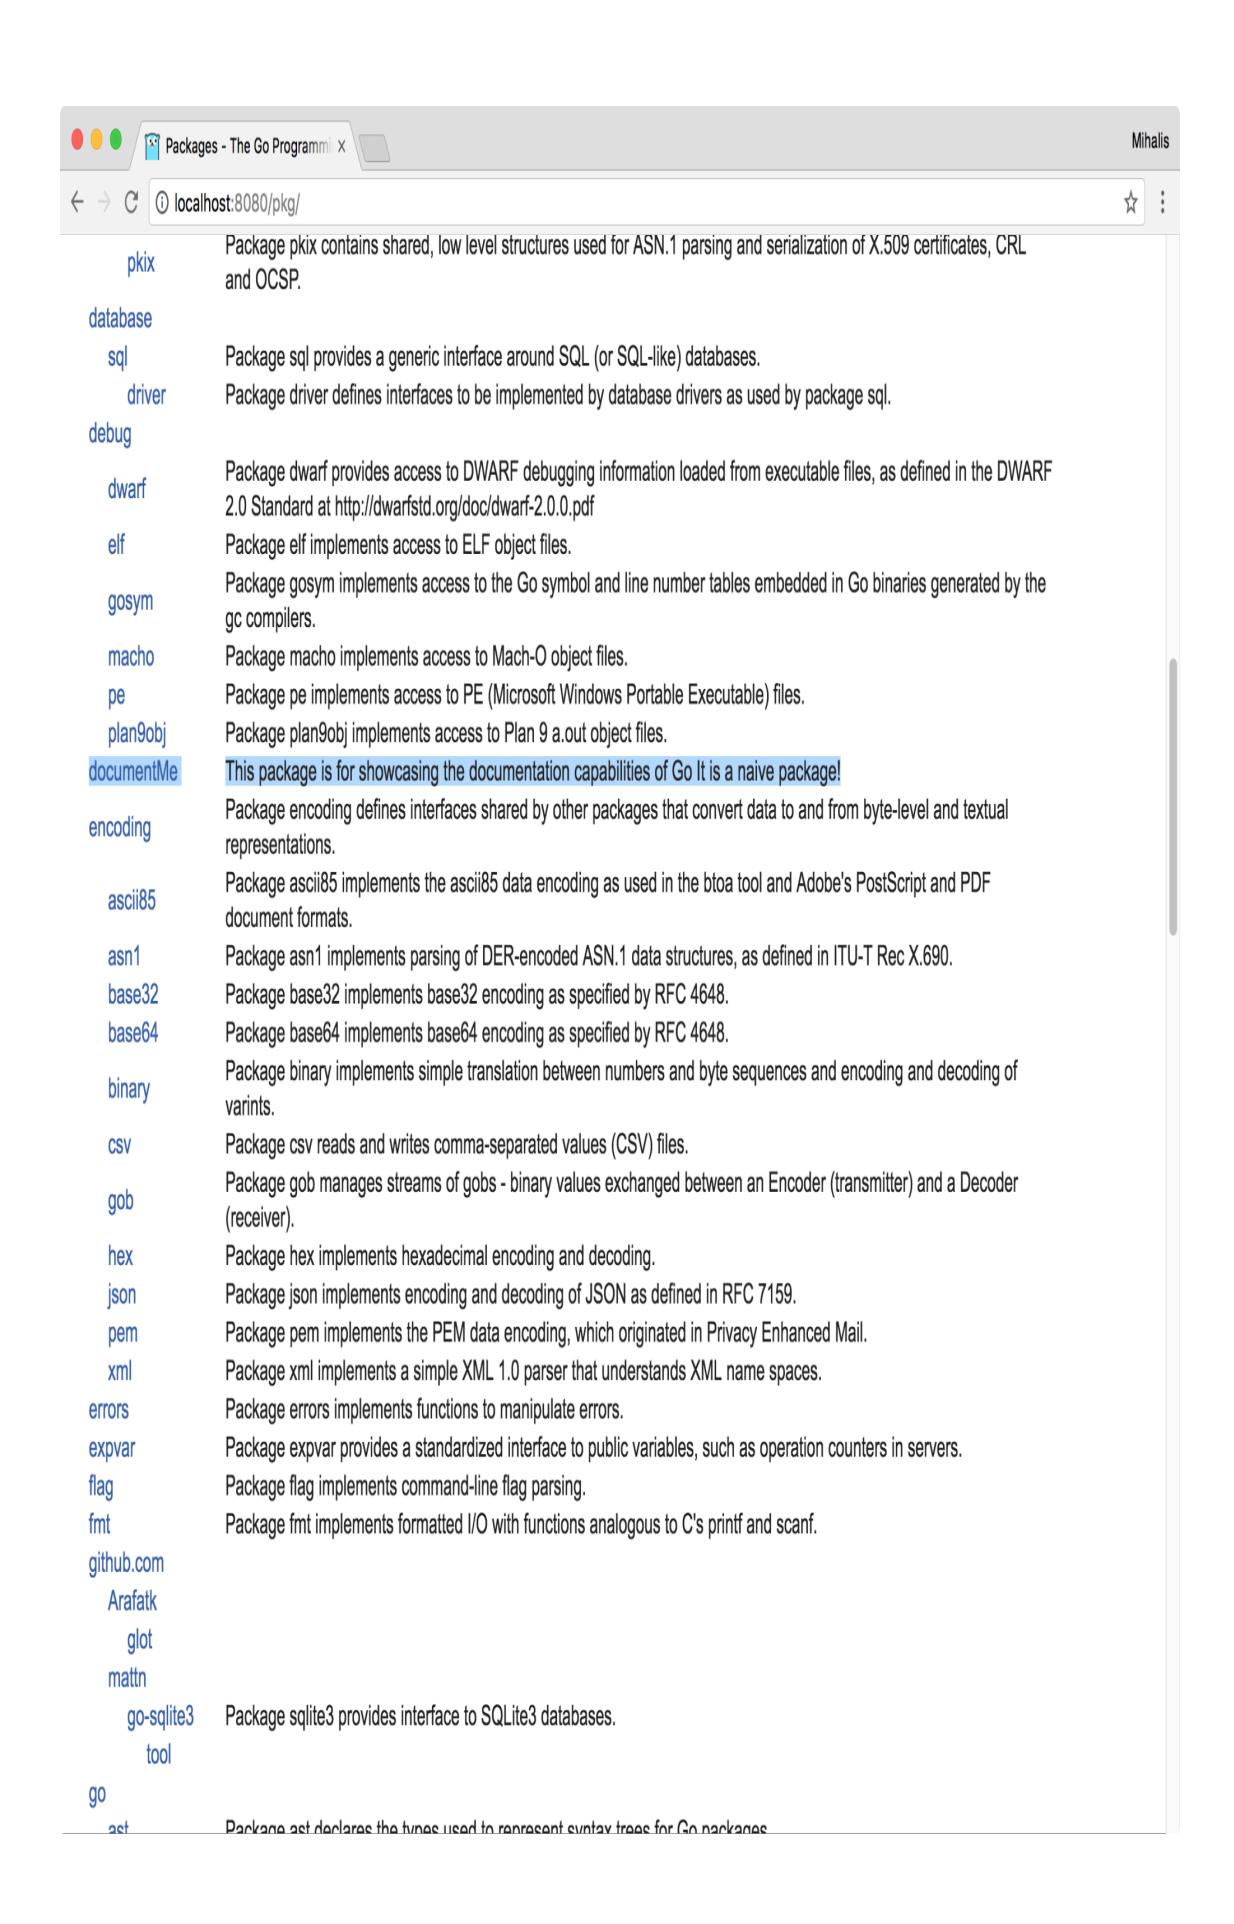 Packages - The Go Programmi
Mihalis
localhost:8080/pkg/
pkix Package pkix contains shared, low level structures used for ASN.1 parsing and serialization of X.509 certificates, CRL
and OCSP.
database
sql Package sql provides a generic interface around SQL (or SQL-like) databases.
driver Package driver defines interfaces to be implemented by database drivers as used by package sql.
debug
dwarf Package dwarf provides access to DWARF debugging information loaded from executable files, as defined in the DWARF
2.0 Standard at http://dwarfstd.org/doc/dwarf-2.0.0.pdf
elf Package elf implements access to ELF object files.
gosym Package gosym implements access to the Go symbol and line number tables embedded in Go binaries generated by the
gc compilers.
macho Package macho implements access to Mach-O object files.
pe Package pe implements access to PE (Microsoft Windows Portable Executable) files.
plan9obj Package plan9obj implements access to Plan 9 a.out object files.
documentMe This package is for showcasing the documentation capabilities of Go It is a naive package!
encoding Package encoding defines interfaces shared by other packages that convert data to and from byte-level and textual
representations.
ascii85 Package ascii85 implements the ascii85 data encoding as used in the btoa tool and Adobe's PostScript and PDF
document formats.
asn1 Package asn1 implements parsing of DER-encoded ASN.1 data structures, as defined in ITU-T Rec X.690.
base32 Package base32 implements base32 encoding as specified by RFC 4648.
base64 Package base64 implements base64 encoding as specified by RFC 4648.
binary Package binary implements simple translation between numbers and byte sequences and encoding and decoding of
varints.
csv Package csv reads and writes comma-separated values (CSV) files.
gob Package gob manages streams of gobs - binary values exchanged between an Encoder (transmitter) and a Decoder
(receiver).
hex Package hex implements hexadecimal encoding and decoding.
json Package json implements encoding and decoding of JSON as defined in RFC 7159.
pem Package pem implements the PEM data encoding, which originated in Privacy Enhanced Mail.
xml Package xml implements a simple XML 1.0 parser that understands XML name spaces.
errors Package errors implements functions to manipulate errors.
expvar Package expvar provides a standardized interface to public variables, such as operation counters in servers.
flag Package flag implements command-line flag parsing.
fmt Package fmt implements formatted I/O with functions analogous to C's printf and scanf.
github.com
Arafatk
glot
mattn
go-sqlite3 Package sqlite3 provides interface to SQLite3 databases.
tool
go
ast Package ast declares the types used to represent syntax trees for Go packages.